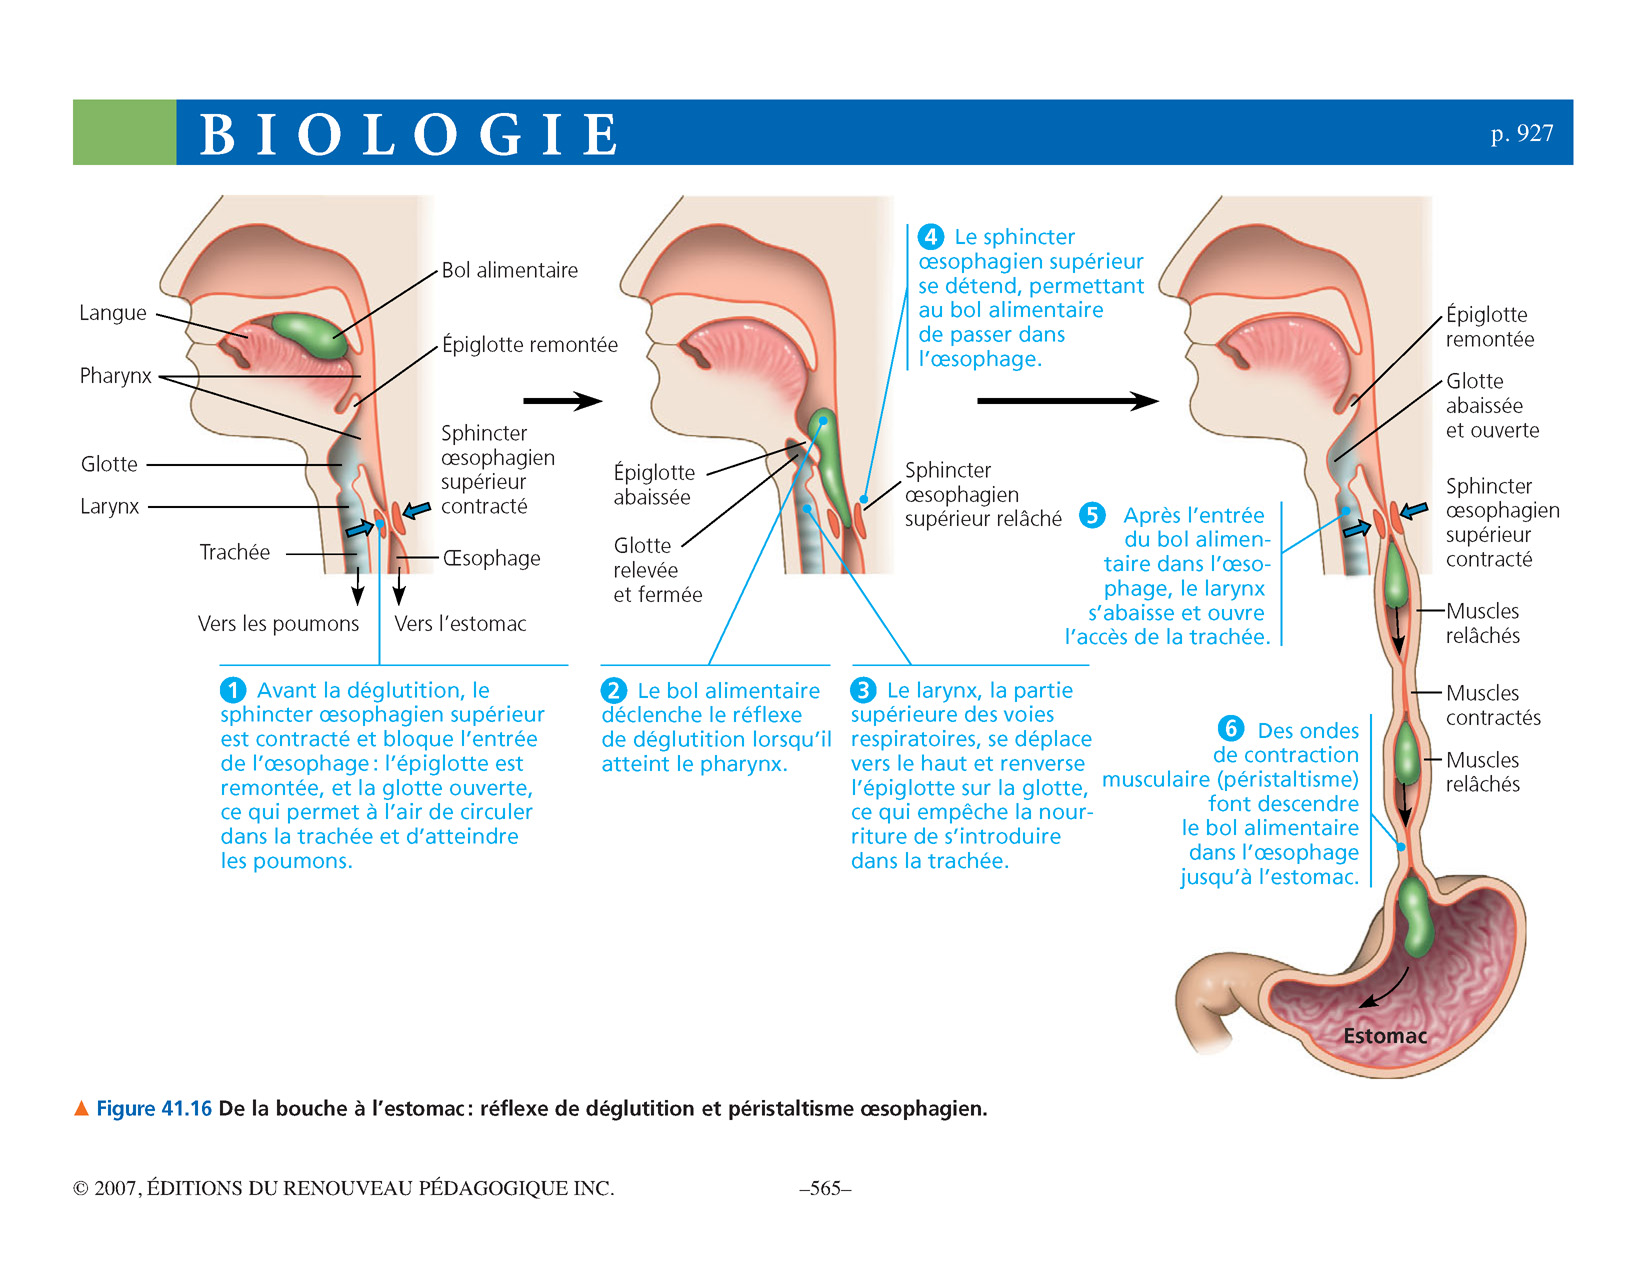 BIOLOGIE
p. 927
Langue
Pharynx
Glotte
Larynx
Trachée
Vers les poumons
Bol alimentaire
Épiglotte remontée
Sphincter
œsophagien
supérieur
contracté
Œsophage
Vers l'estomac
1 Avant la déglutition, le
sphincter œsophagien supérieur
est contracté et bloque l'entrée
de l'œsophage : l'épiglotte est
remontée, et la glotte ouverte,
ce qui permet à l'air de circuler
dans la trachée et d'atteindre
les poumons.
Épiglotte
abaissée
Glotte
relevée
et fermée
2 Le bol alimentaire
déclenche le réflexe
de déglutition lorsqu'il
atteint le pharynx.
3 Le larynx, la partie
supérieure des voies
respiratoires, se déplace
vers le haut et renverse
l'épiglotte sur la glotte,
ce qui empêche la nour-
riture de s'introduire
dans la trachée.
4 Le sphincter
œsophagien supérieur
se détend, permettant
au bol alimentaire
de passer dans
l'œsophage.
Sphincter
œsophagien
supérieur relâché
5 Après l'entrée
du bol alimen-
taire dans l'œso-
phage, le larynx
s'abaisse et ouvre
l'accès de la trachée.
Épiglotte
remontée
Glotte
abaissée
et ouverte
Sphincter
œsophagien
supérieur
contracté
Muscles
relâchés
Muscles
contractés
Muscles
relâchés
6 Des ondes
de contraction
musculaire (péristaltisme)
font descendre
le bol alimentaire
dans l'œsophage
jusqu'à l'estomac.
Estomac
▲ Figure 41.16 De la bouche à l'estomac : réflexe de déglutition et péristaltisme œsophagien.
© 2007, ÉDITIONS DU RENOUVEAU PÉDAGOGIQUE INC.
–565–